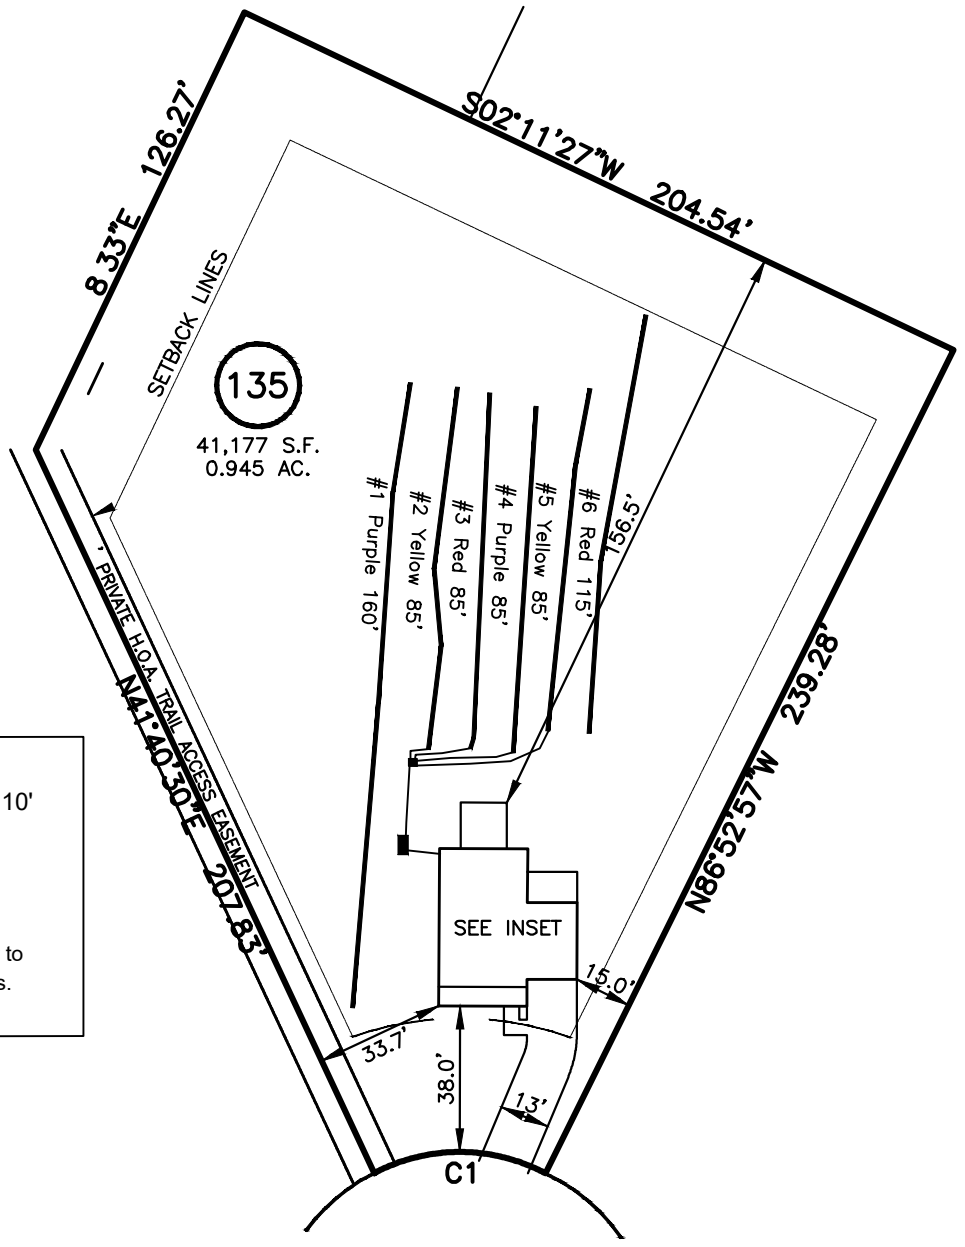 S02°11'27"W 204.54'
126.27'
8 33"E
SETBACK LINES
135
41,177 S.F.
0.945 AC.
#1 Purple 160'
#2 Yellow 85'
#3 Red 85'
#4 Purple 85'
#5 Yellow 85'
#6 Red 115'
156.5'
' PRIVATE H.O.A. TRAIL ACCESS EASEMENT
N41°40'30"E 207.83'
N86°52'57"W 239.28'
10'
to
s.
SEE INSET
15.0'
33.7'
38.0'
13'
C1